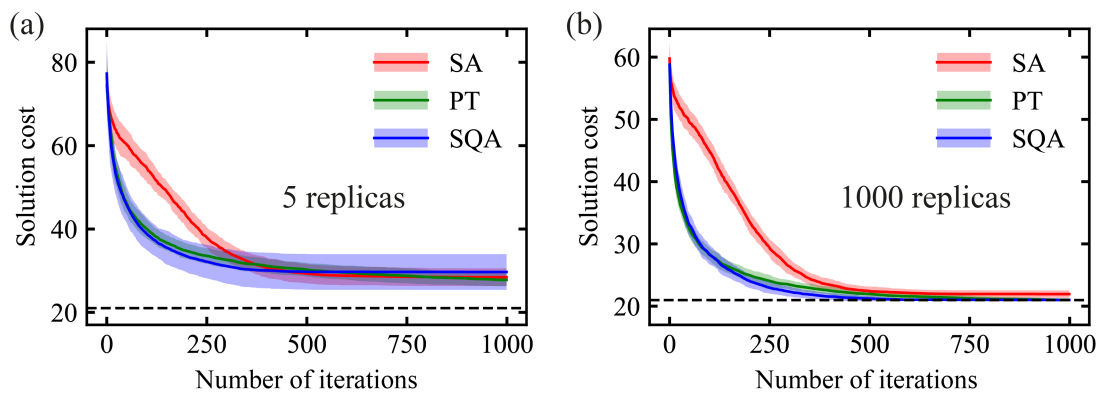 (a)
80
60
40
20
Solution cost
SA
PT
SQA
5 replicas
0
250
500
750
1000
Number of iterations
(b)
60
50
40
30
20
Solution cost
SA
PT
SQA
1000 replicas
0
250
500
750
1000
Number of iterations